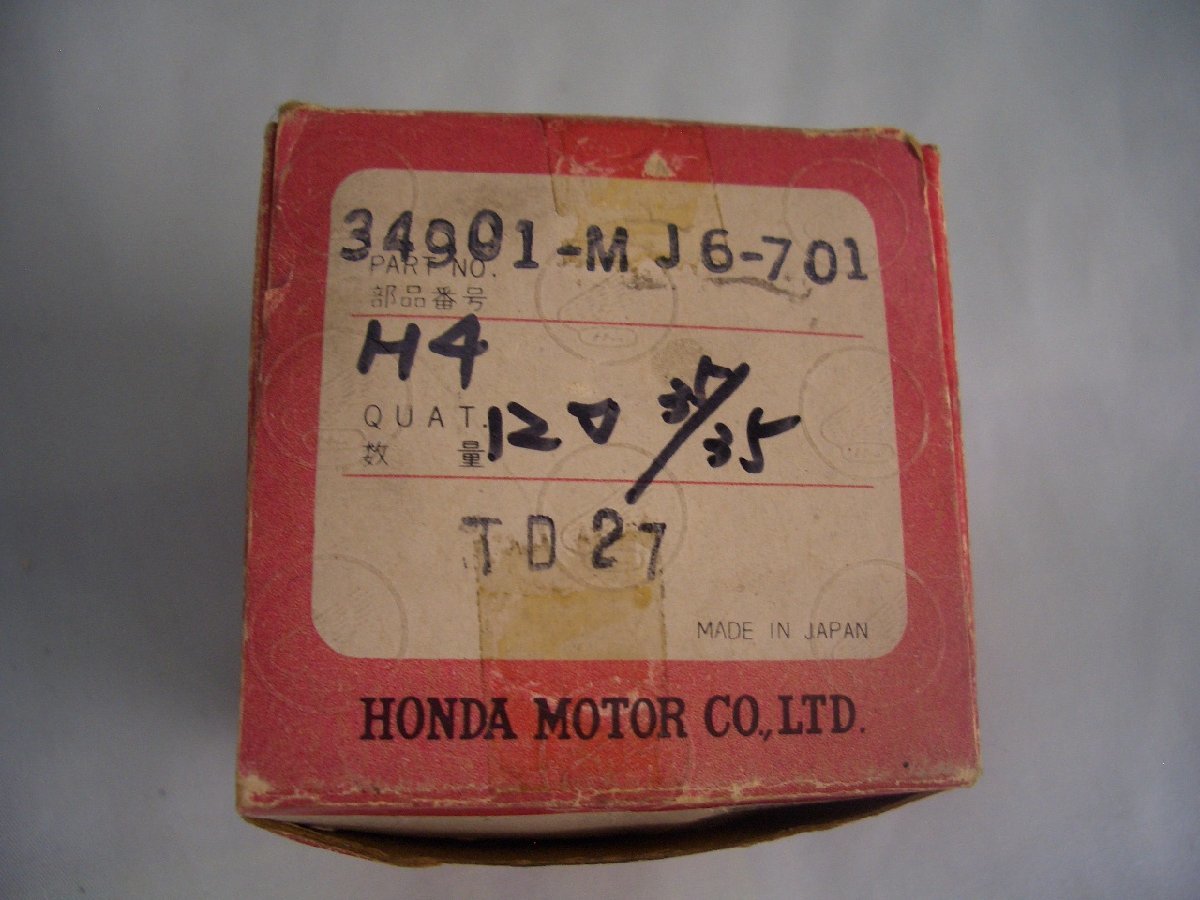 34901-MJ6-701
PART NO.
部品番号
H4
QUAT. 12V 35/35
数 量
TD27
MADE IN JAPAN
HONDA MOTOR CO., LTD.